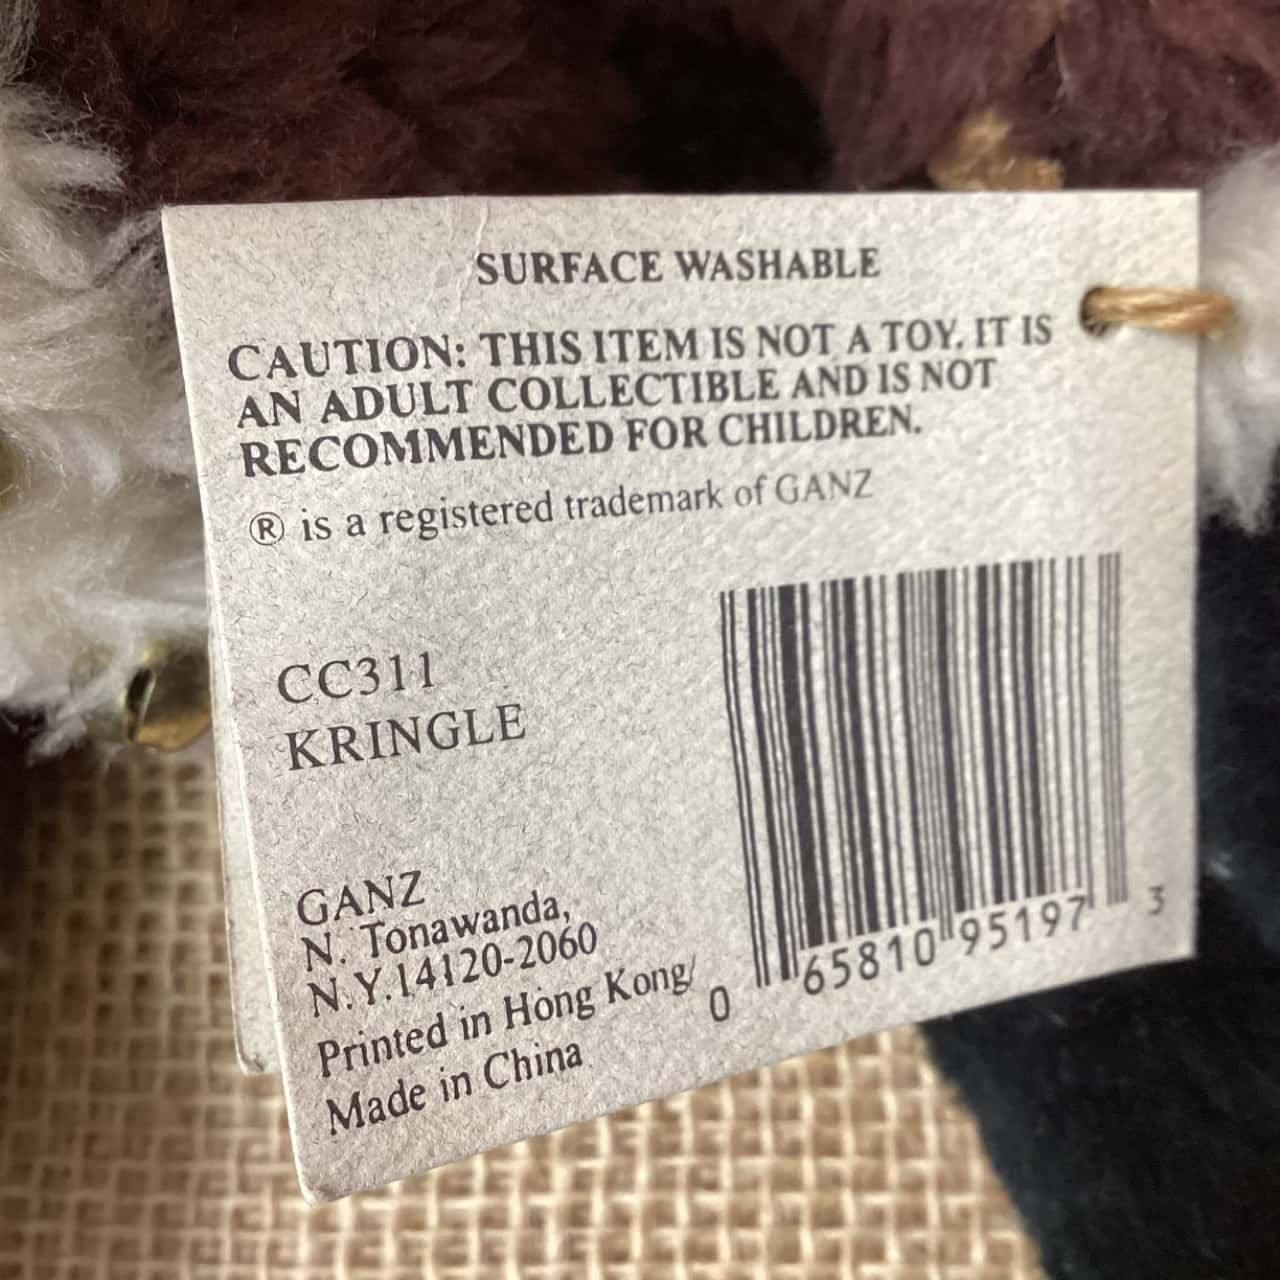 SURFACE WASHABLE
CAUTION: THIS ITEM IS NOT A TOY. IT IS
AN ADULT COLLECTIBLE AND IS NOT
RECOMMENDED FOR CHILDREN.
® is a registered trademark of GANZ
CC311
KRINGLE
GANZ
N. Tonawanda,
N.Y.14120-2060
Printed in Hong Kong/
Made in China
0 65810 95197 3